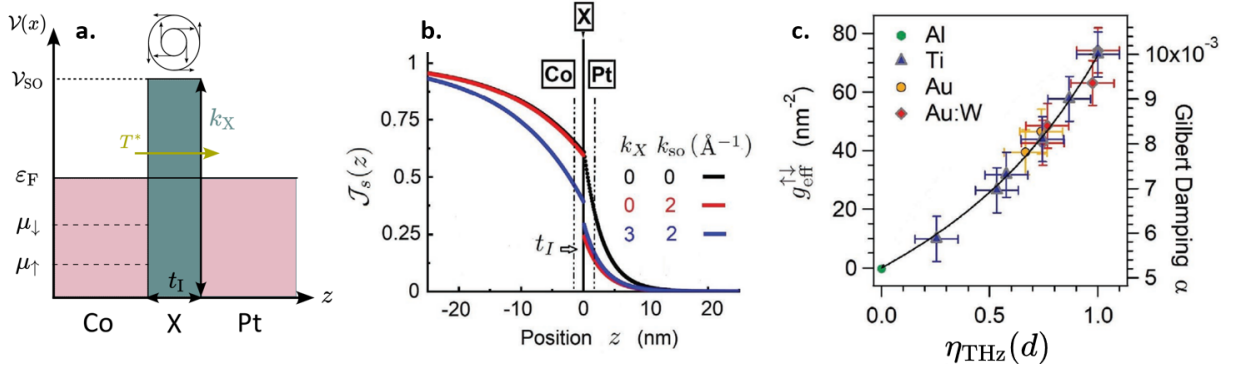 𝒱(x)
a.
𝒱SO
kX
T*
εF
μ↓
μ↑
tI
z
Co
X
Pt
b.
X
Co
Pt
𝒥s(z)
1
0.75
0.5
0.25
0
kX kso (Å⁻¹)
0 0
0 2
3 2
tI
-20 -10 0 10 20
Position z (nm)
c.
Al
Ti
Au
Au:W
g↑↓eff (nm⁻²)
80
60
40
20
0
10x10⁻³
9
8
7
6
5
Gilbert Damping α
0.0 0.5 1.0
ηTHz(d)